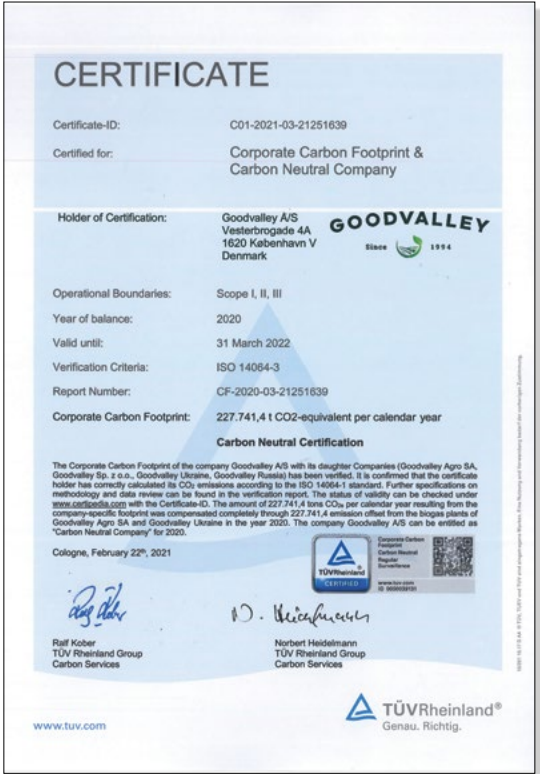 CERTIFICATE
Certificate-ID: C01-2021-03-21251639
Certified for: Corporate Carbon Footprint &
Carbon Neutral Company
Holder of Certification: Goodvalley A/S
Vesterbrogade 4A
1620 København V
Denmark
GOODVALLEY
Since 1994
Operational Boundaries: Scope I, II, III
Year of balance: 2020
Valid until: 31 March 2022
Verification Criteria: ISO 14064-3
Report Number: CF-2020-03-21251639
Corporate Carbon Footprint: 227.741,4 t CO2-equivalent per calendar year
Carbon Neutral Certification
The Corporate Carbon Footprint of the company Goodvalley A/S with its daughter Companies (Goodvalley Agro SA,
Goodvalley Sp. z o.o., Goodvalley Ukraine, Goodvalley Russia) has been verified. It is confirmed that the certificate
holder has correctly calculated its CO₂ emissions according to the ISO 14064-1 standard. Further specifications on
methodology and data review can be found in the verification report. The status of validity can be checked under
www.certipedia.com with the Certificate-ID. The amount of 227.741,4 tons CO₂ₑ per calendar year resulting from the
company-specific footprint was compensated completely through 227.741,4 emission offset from the biogas plants of
Goodvalley Agro SA and Goodvalley Ukraine in the year 2020. The company Goodvalley A/S can be entitled as
"Carbon Neutral Company" for 2020.
Cologne, February 22ⁿᵈ, 2021
TÜVRheinland
CERTIFIED
Corporate Carbon
Footprint
Carbon Neutral
Regular
Surveillance
www.tuv.com
Ralf Kober
TÜV Rheinland Group
Carbon Services
Norbert Heidelmann
TÜV Rheinland Group
Carbon Services
www.tuv.com
TÜVRheinland®
Genau. Richtig.